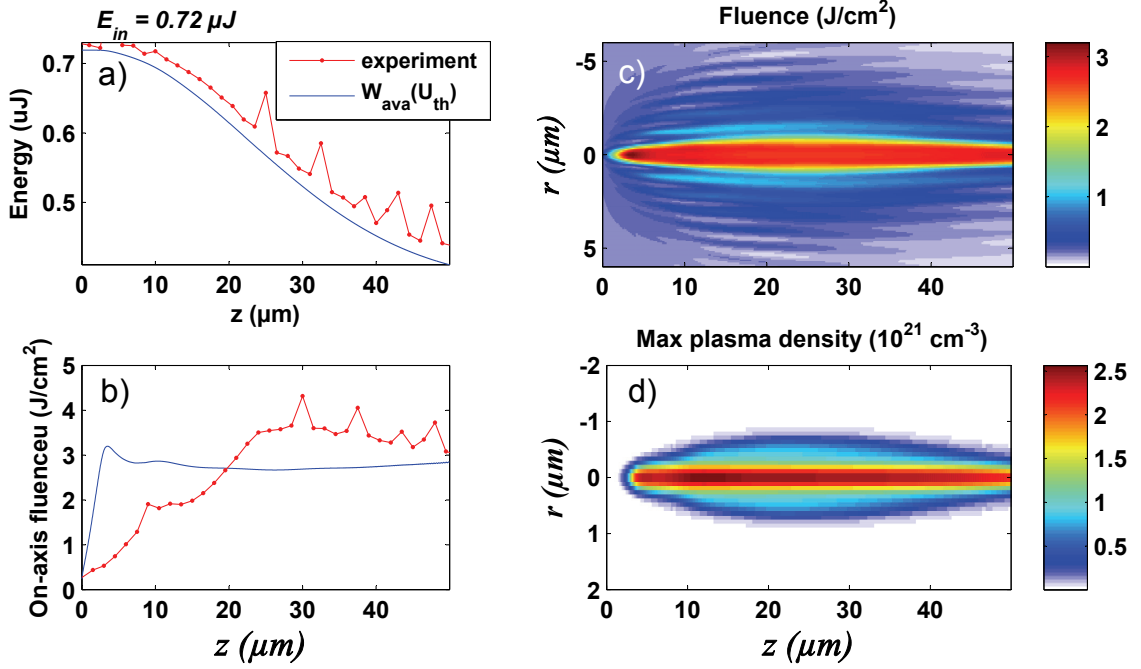 E_in = 0.72 µJ
a)
experiment
W_ava(U_th)
0.7
0.6
0.5
Energy (uJ)
0 10 20 30 40
z (µm)
Fluence (J/cm²)
c)
-5
0
5
r (µm)
0 10 20 30 40
3
2
1
b)
5
4
3
2
1
0
On-axis fluenceu (J/cm²)
0 10 20 30 40
z (µm)
Max plasma density (10²¹ cm⁻³)
d)
-2
-1
0
1
2
r (µm)
0 10 20 30 40
z (µm)
2.5
2
1.5
1
0.5